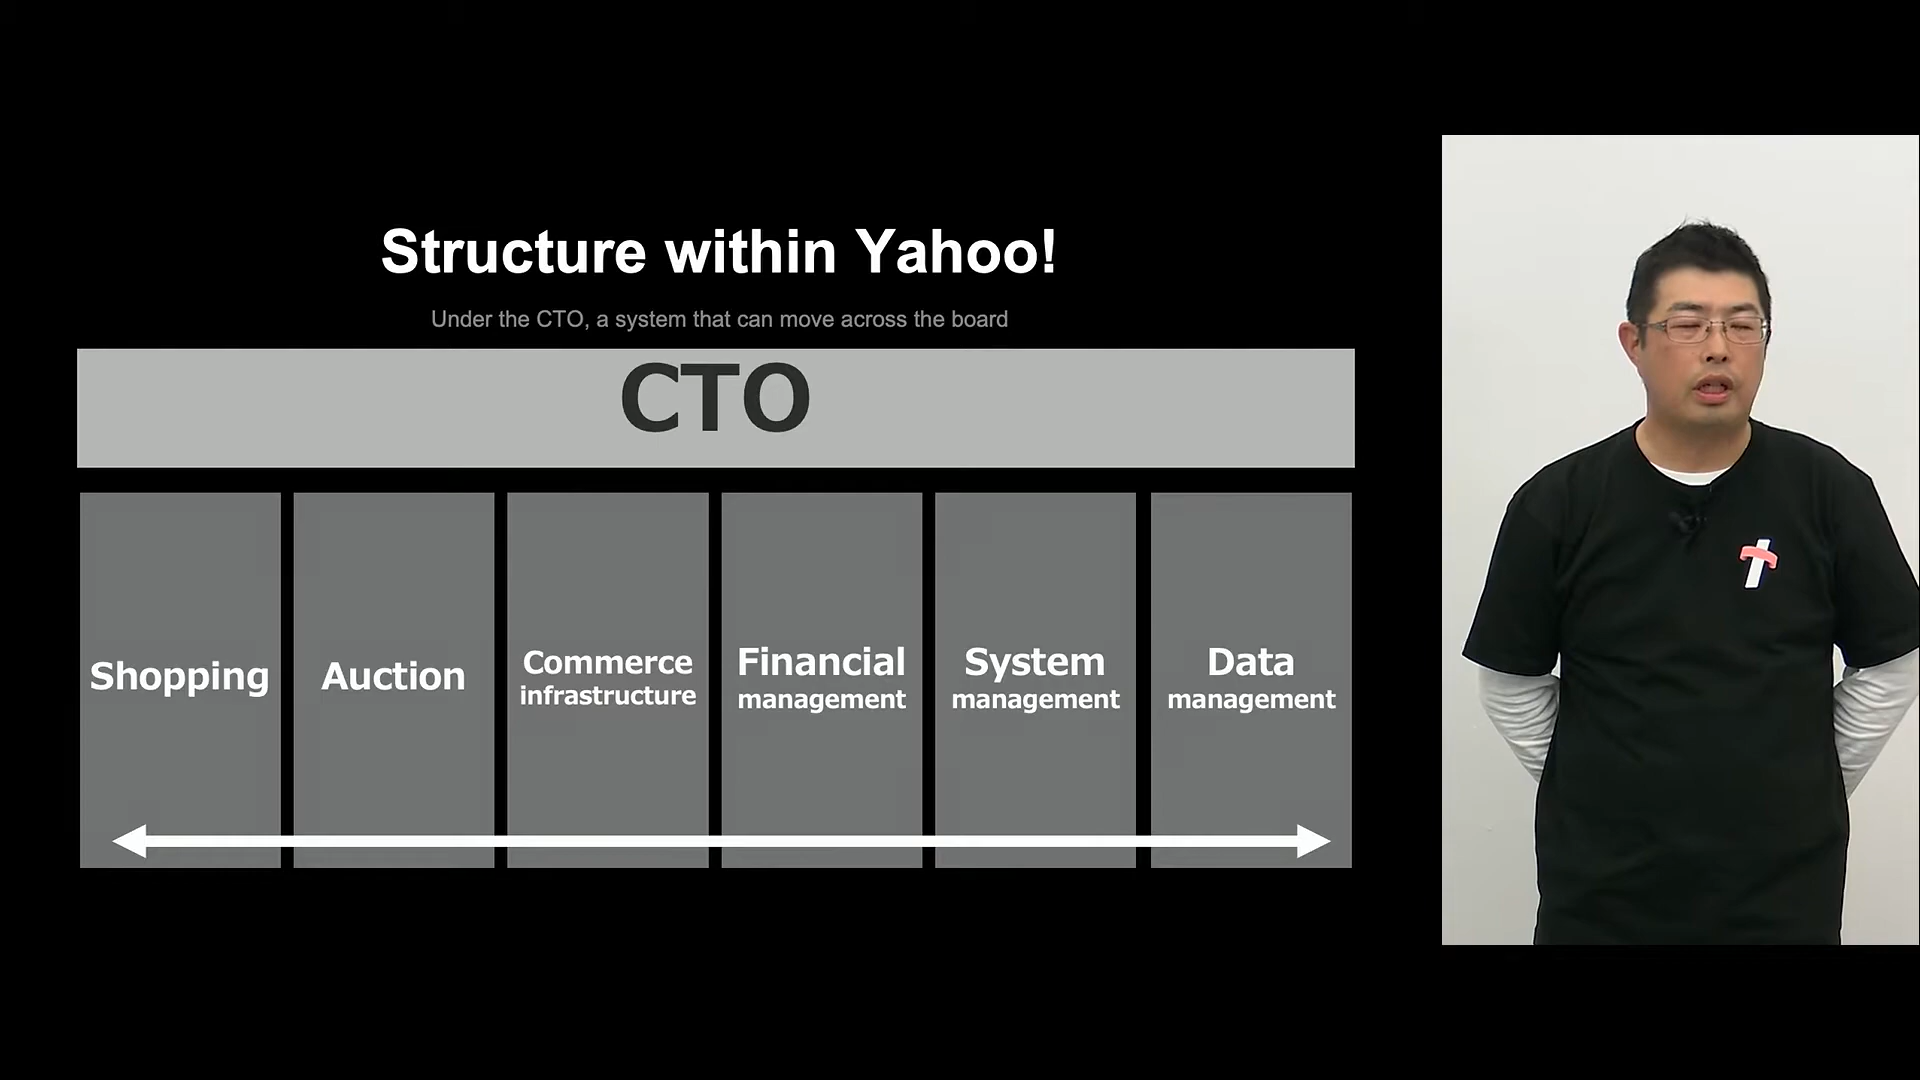 Structure within Yahoo!
Under the CTO, a system that can move across the board
CTO
Shopping
Auction
Commerce
infrastructure
Financial
management
System
management
Data
management